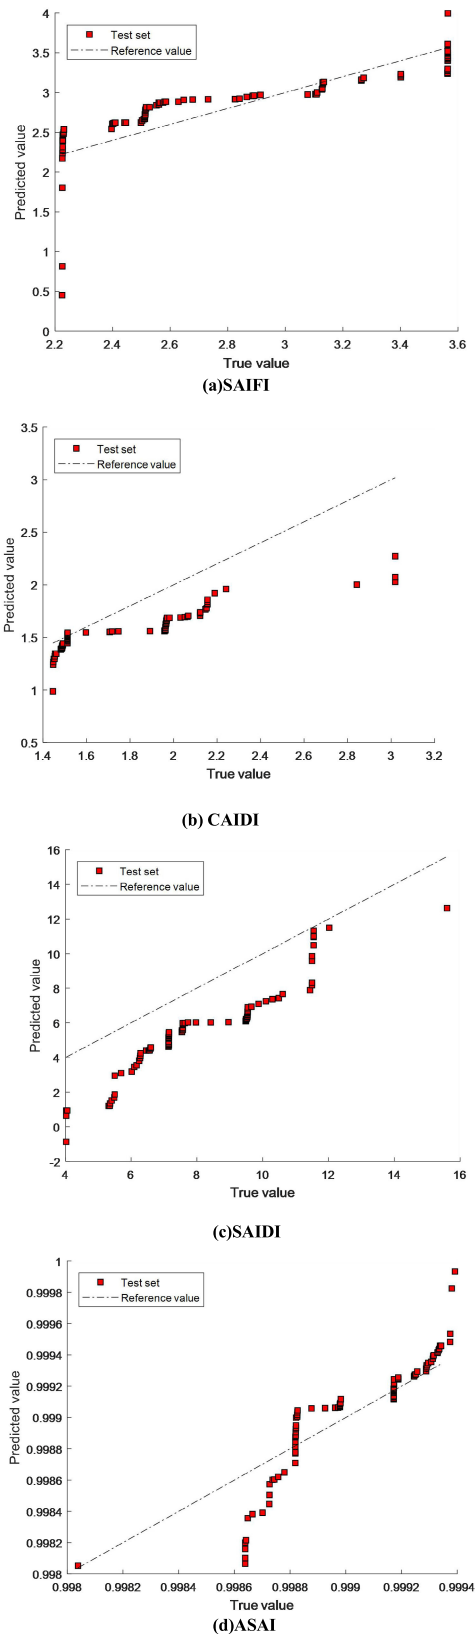 4
3.5
3
2.5
2
1.5
1
0.5
0
Predicted value
Test set
Reference value
2.2 2.4 2.6 2.8 3 3.2 3.4 3.6
True value
(a)SAIFI
3.5
3
2.5
2
1.5
1
0.5
Predicted value
Test set
Reference value
1.4 1.6 1.8 2 2.2 2.4 2.6 2.8 3 3.2
True value
(b) CAIDI
16
14
12
10
8
6
4
2
0
-2
Predicted value
Test set
Reference value
4 6 8 10 12 14 16
True value
(c)SAIDI
1
0.9998
0.9996
0.9994
0.9992
0.999
0.9988
0.9986
0.9984
0.9982
0.998
Predicted value
Test set
Reference value
0.998 0.9982 0.9984 0.9986 0.9988 0.999 0.9992 0.9994
True value
(d)ASAI